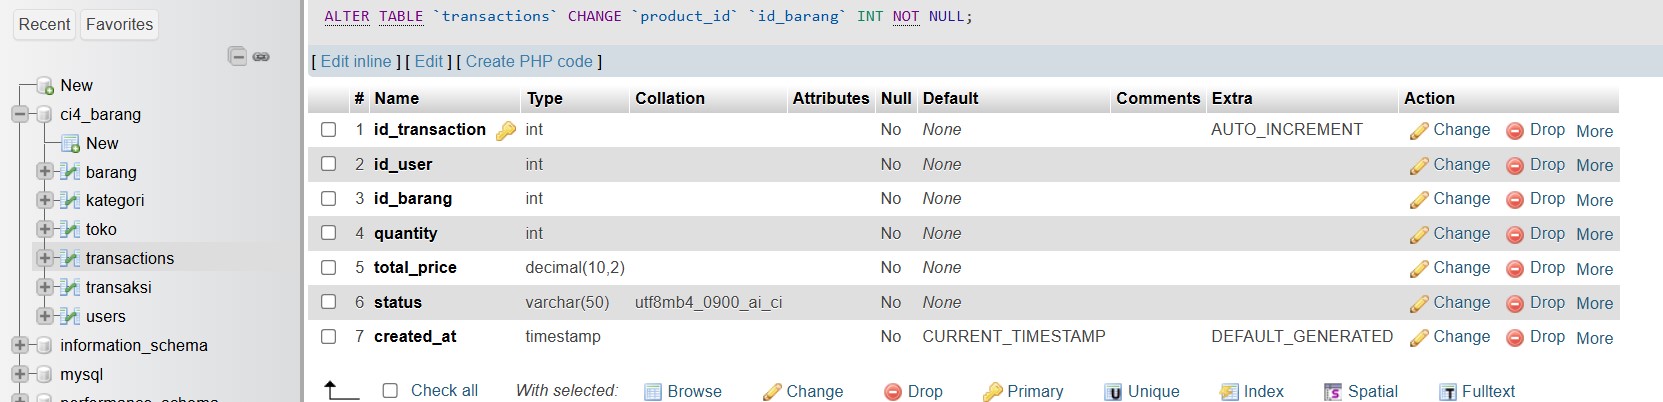 Recent Favorites
New
ci4_barang
New
barang
kategori
toko
transactions
transaksi
users
information_schema
mysql
performance_schema
ALTER TABLE `transactions` CHANGE `product_id` `id_barang` INT NOT NULL;
[ Edit inline ] [ Edit ] [ Create PHP code ]
# Name Type Collation Attributes Null Default Comments Extra Action
1 id_transaction int No None AUTO_INCREMENT Change Drop More
2 id_user int No None Change Drop More
3 id_barang int No None Change Drop More
4 quantity int No None Change Drop More
5 total_price decimal(10,2) No None Change Drop More
6 status varchar(50) utf8mb4_0900_ai_ci No None Change Drop More
7 created_at timestamp No CURRENT_TIMESTAMP DEFAULT_GENERATED Change Drop More
Check all With selected: Browse Change Drop Primary Unique Index Spatial Fulltext